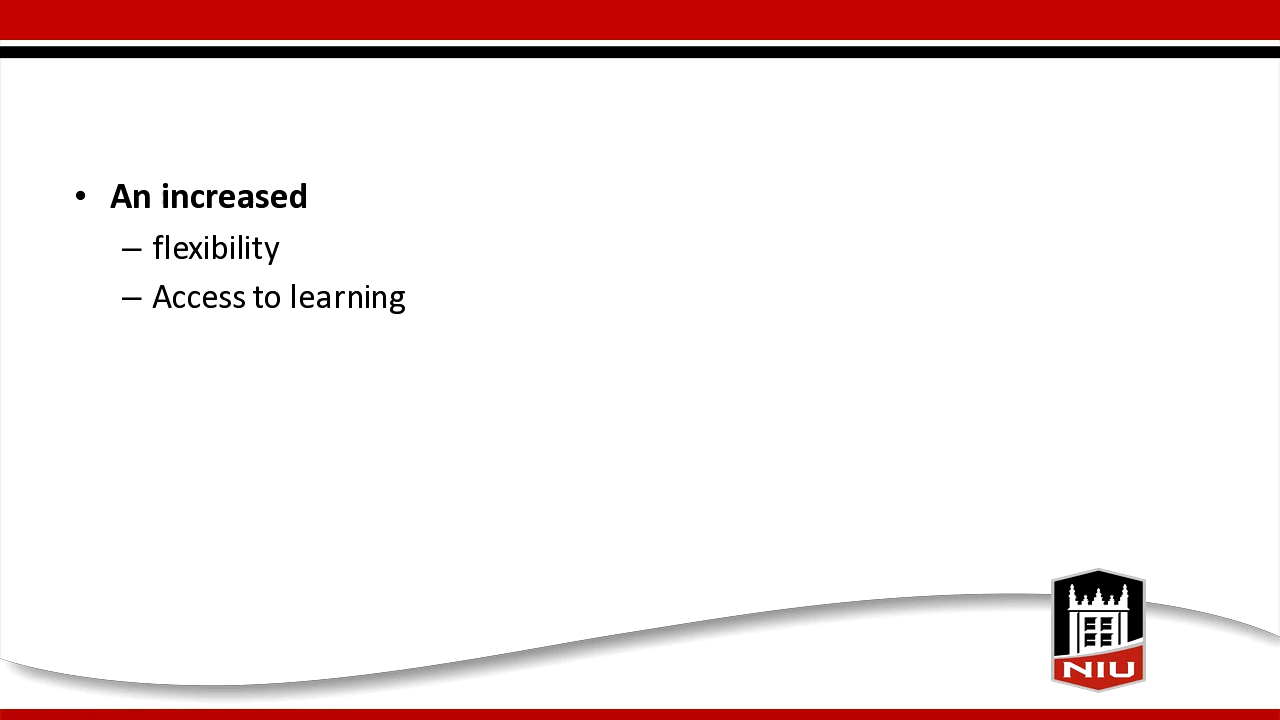 • An increased
– flexibility
– Access to learning
NIU